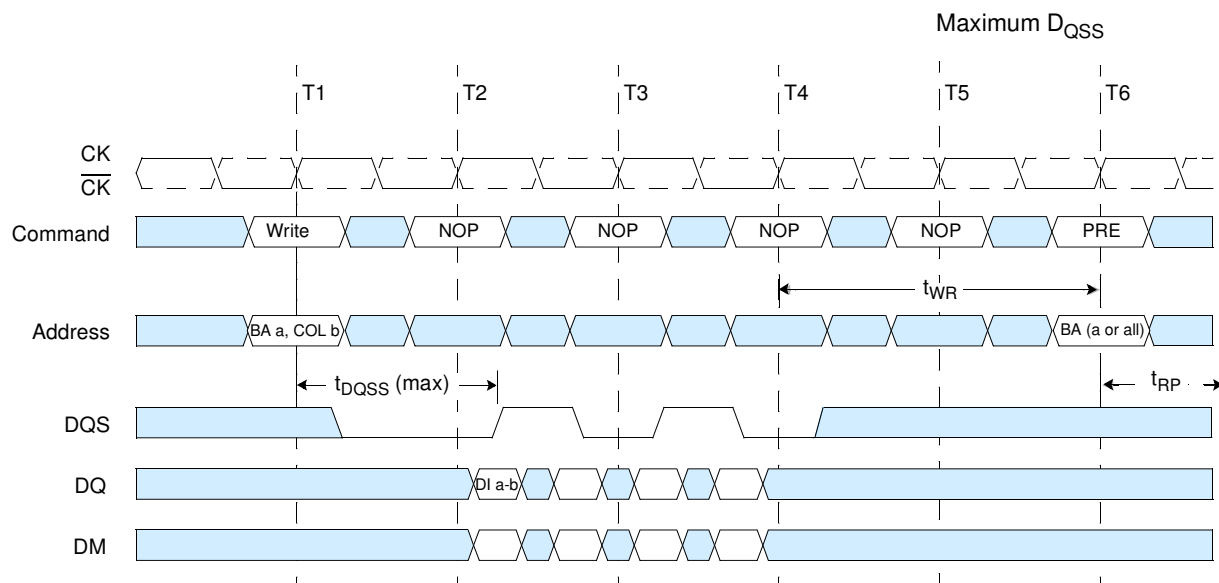 Maximum DQSS
T1 T2 T3 T4 T5 T6
CK
CK
Command Write NOP NOP NOP NOP PRE
tWR
Address BA a, COL b BA (a or all)
tDQSS (max) tRP
DQS
DQ DI a-b
DM